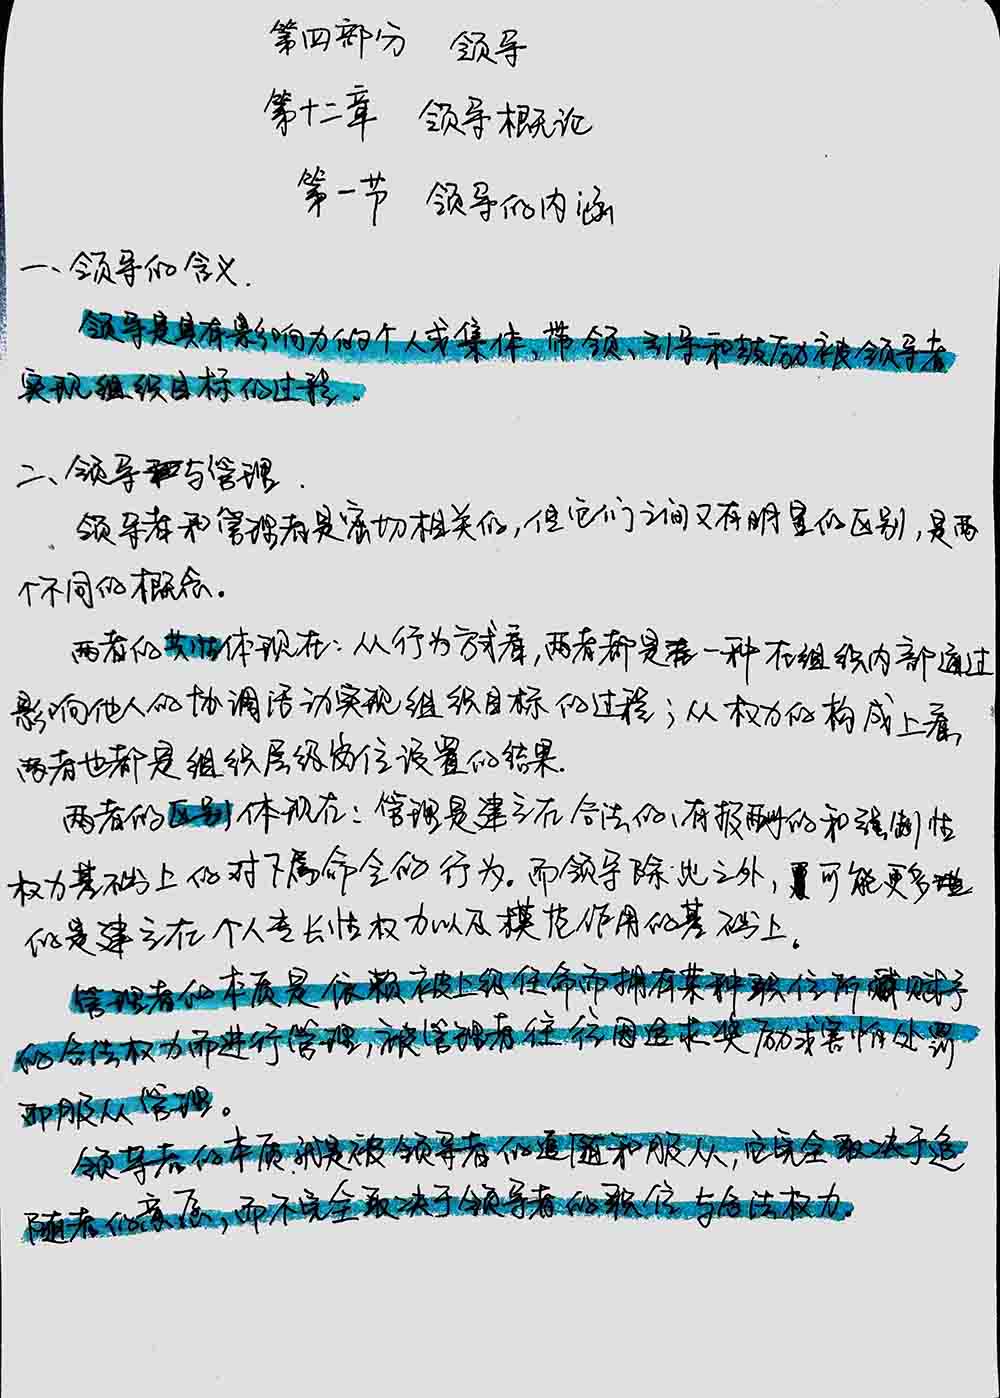 第四部分 领导
第十二章 领导概论
第一节 领导的内涵
一、领导的含义.
领导是具有影响力的个人或集体、带领、引导和鼓励被领导者
实现组织目标的过程.
二、领导与管理.
领导者和管理者是密切相关的,但它们之间又有明显的区别,是两
个不同的概念。
两者的共性体现在:从行为方式看,两者都是一种在组织内部通过
影响他人的协调活动实现组织目标的过程;从权力的构成上看,
两者也都是组织层级岗位设置的结果.
两者的区别体现在:管理是建立在合法的、有报酬的和强制性
权力基础上的对下属命令的行为。而领导除此之外,可能更多地
的是建立在个人专长性权力以及模范作用的基础上。
管理者的本质是依赖被上级任命而拥有某种职位所赋予
的合法权力而进行管理,被管理者往往因追求奖励或害怕处罚
而服从管理。
领导者的本质就是被领导者的追随和服从,它完全取决于追
随者的意愿,而不完全取决于领导者的职位与合法权力.